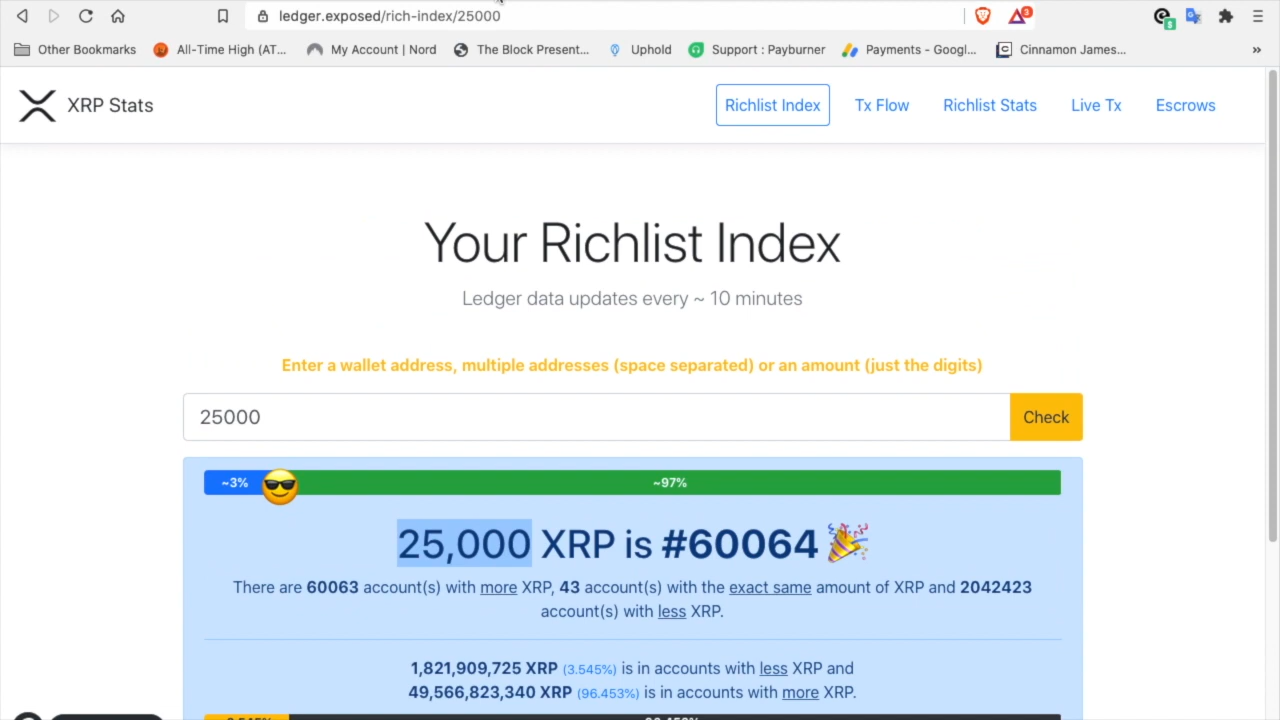 ledger.exposed/rich-index/25000
3
$
Other Bookmarks
All-Time High (AT...
My Account | Nord
The Block Present...
Uphold
Support : Payburner
Payments - Googl...
Cinnamon James...
»
XRP Stats
Richlist Index
Tx Flow
Richlist Stats
Live Tx
Escrows
Your Richlist Index
Ledger data updates every ~ 10 minutes
Enter a wallet address, multiple addresses (space separated) or an amount (just the digits)
25000
Check
~3%
~97%
25,000 XRP is #60064
There are 60063 account(s) with more XRP, 43 account(s) with the exact same amount of XRP and 2042423
account(s) with less XRP.
1,821,909,725 XRP (3.545%) is in accounts with less XRP and
49,566,823,340 XRP (96.453%) is in accounts with more XRP.